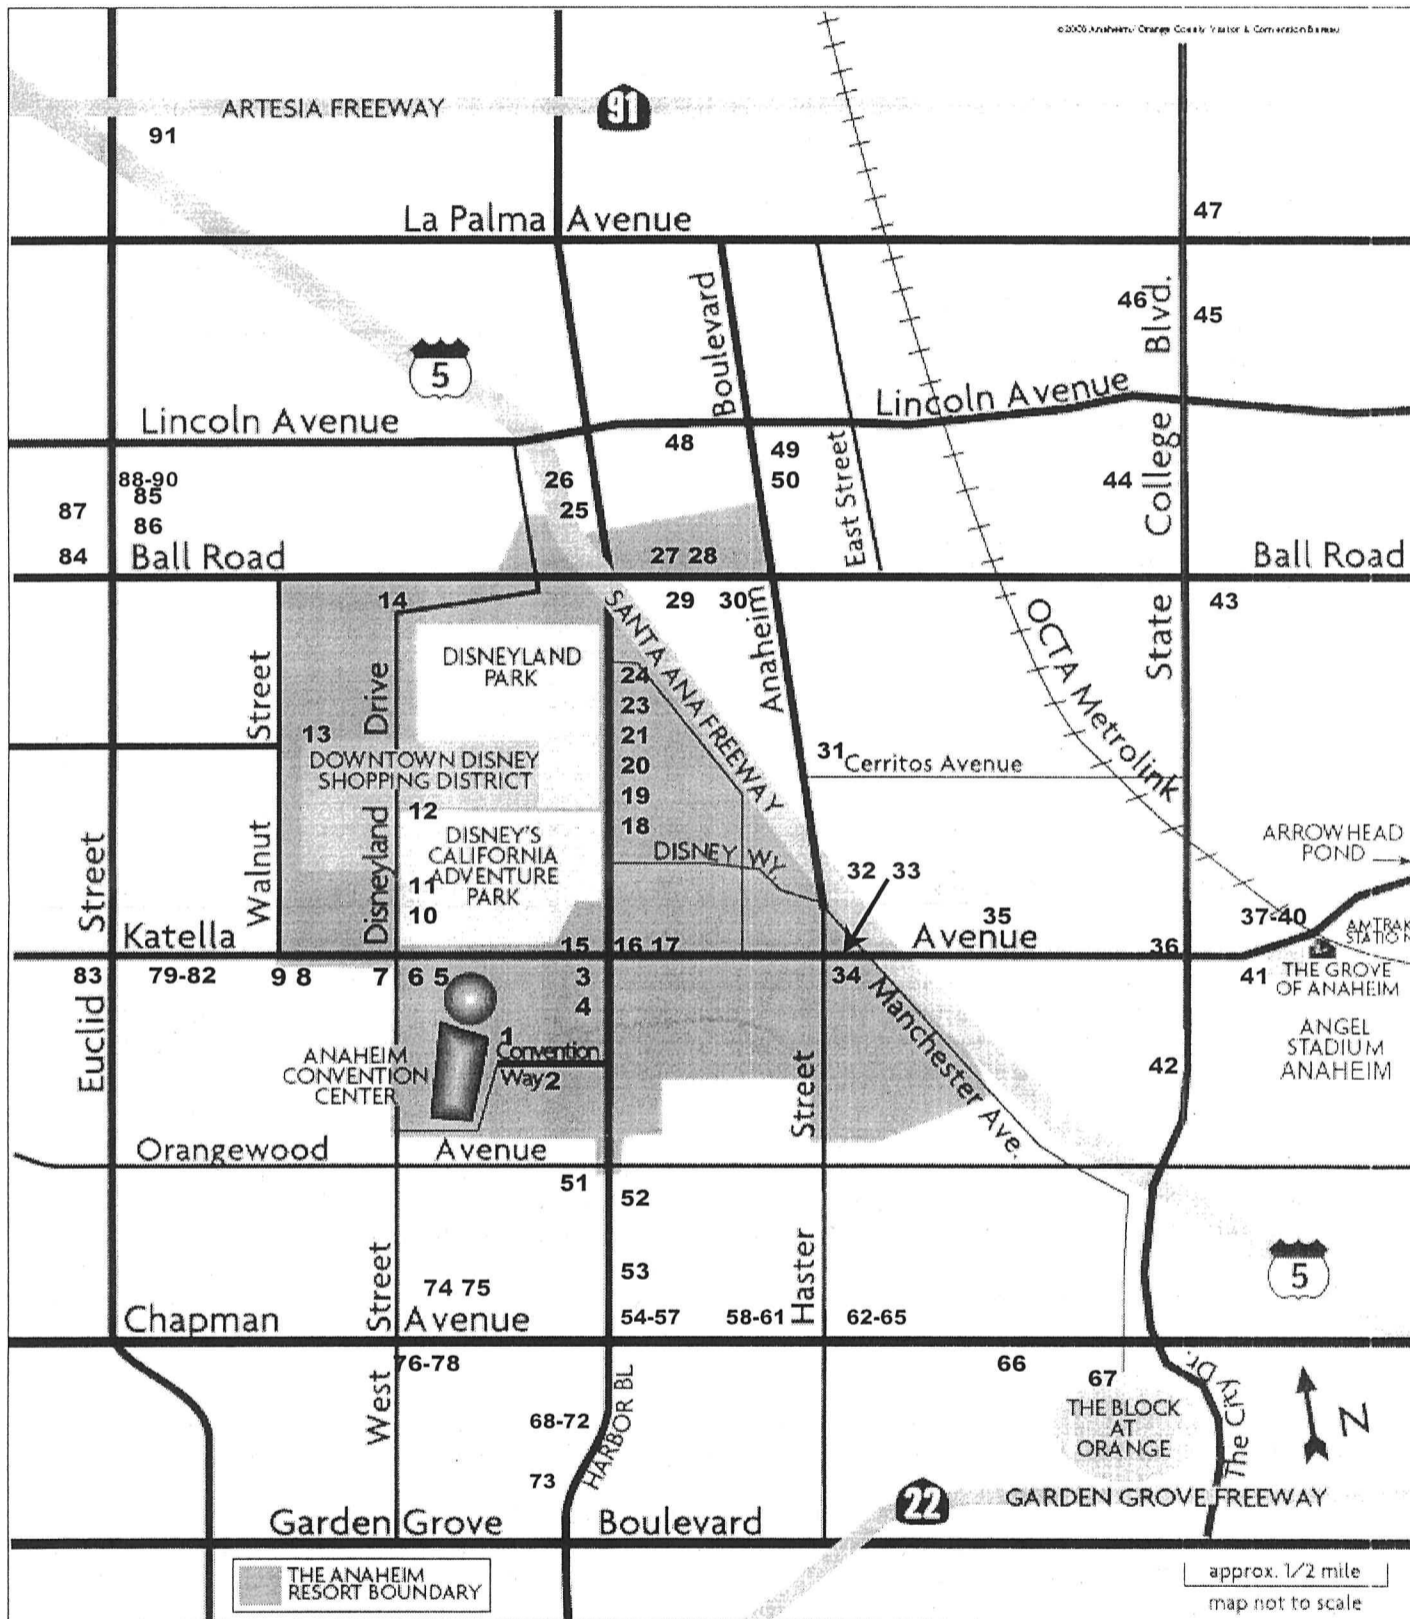 ©2000 Anaheim/Orange County Visitor & Convention Bureau
ARTESIA FREEWAY
91
91
La Palma Avenue
47
46
45
Boulevard
Blvd.
5
Lincoln Avenue
Lincoln Avenue
48
49
50
East Street
44
College
88-90
85
86
87
84
26
25
Ball Road
27 28
Ball Road
14
29
30
43
SANTA ANA FREEWAY
Anaheim
OCTA Metrolink
State
Street
Drive
DISNEYLAND
PARK
24
23
21
20
19
18
13
DOWNTOWN DISNEY
SHOPPING DISTRICT
31
Cerritos Avenue
12
DISNEY'S
CALIFORNIA
ADVENTURE
PARK
11
10
Walnut
Disneyland
Street
DISNEY WY.
32 33
ARROWHEAD
POND
Katella
15
16 17
Avenue
35
36
37-40
AMTRAK
STATION
83
79-82
9 8
7
6 5
3
4
34
41
THE GROVE
OF ANAHEIM
Euclid
Manchester Ave.
ANGEL
STADIUM
ANAHEIM
42
ANAHEIM
CONVENTION
CENTER
1
Convention
Way 2
Street
Orangewood Avenue
51
52
53
74 75
Street
Haster
5
Chapman Avenue
54-57
58-61
62-65
76-78
66
67
West
HARBOR BL.
68-72
73
THE BLOCK
AT
ORANGE
The City Dr.
N
22
GARDEN GROVE FREEWAY
Garden Grove Boulevard
THE ANAHEIM
RESORT BOUNDARY
approx. 1/2 mile
map not to scale